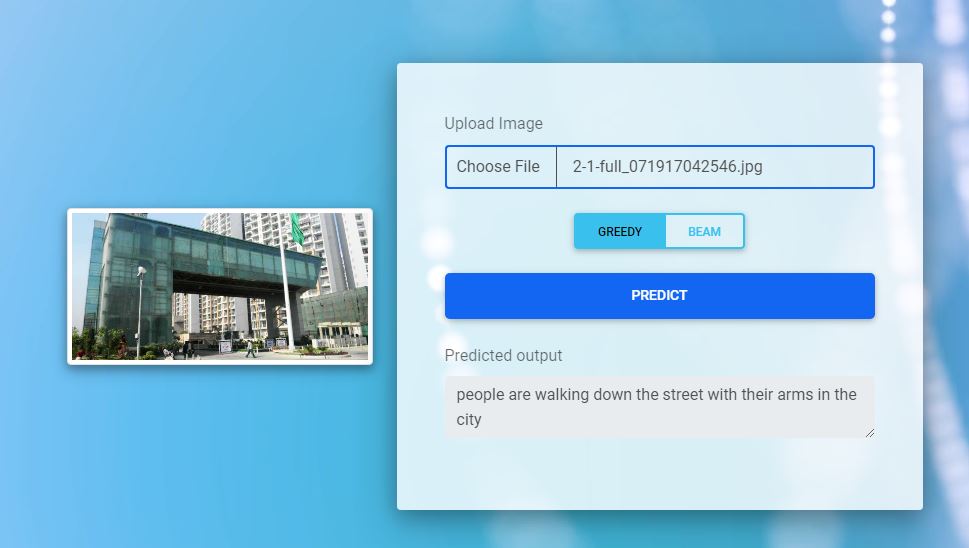 Upload Image
Choose File 2-1-full_071917042546.jpg
GREEDY BEAM
PREDICT
Predicted output
people are walking down the street with their arms in the
city